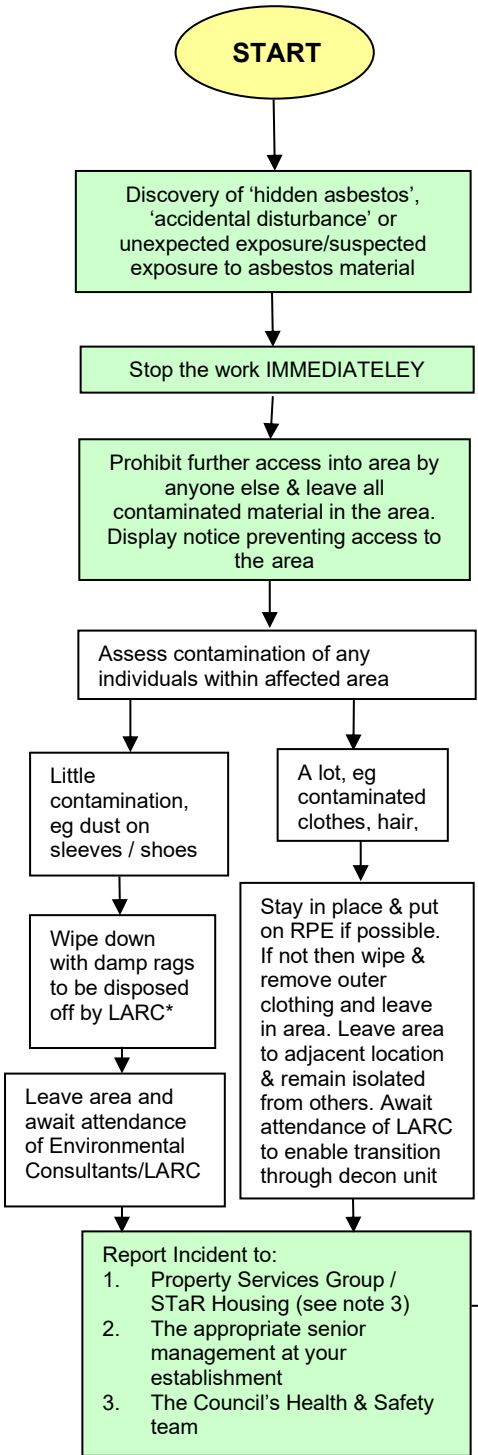 START
Discovery of ‘hidden asbestos’,
‘accidental disturbance’ or
unexpected exposure/suspected
exposure to asbestos material
Stop the work IMMEDIATELEY
Prohibit further access into area by
anyone else & leave all
contaminated material in the area.
Display notice preventing access to
the area
Assess contamination of any
individuals within affected area
Little
contamination,
eg dust on
sleeves / shoes
A lot, eg
contaminated
clothes, hair,
Wipe down
with damp rags
to be disposed
off by LARC*
Stay in place & put
on RPE if possible.
If not then wipe &
remove outer
clothing and leave
in area. Leave area
to adjacent location
& remain isolated
from others. Await
attendance of LARC
to enable transition
through decon unit
Leave area and
await attendance
of Environmental
Consultants/LARC
Report Incident to:
1. Property Services Group /
STaR Housing (see note 3)
2. The appropriate senior
management at your
establishment
3. The Council’s Health & Safety
team